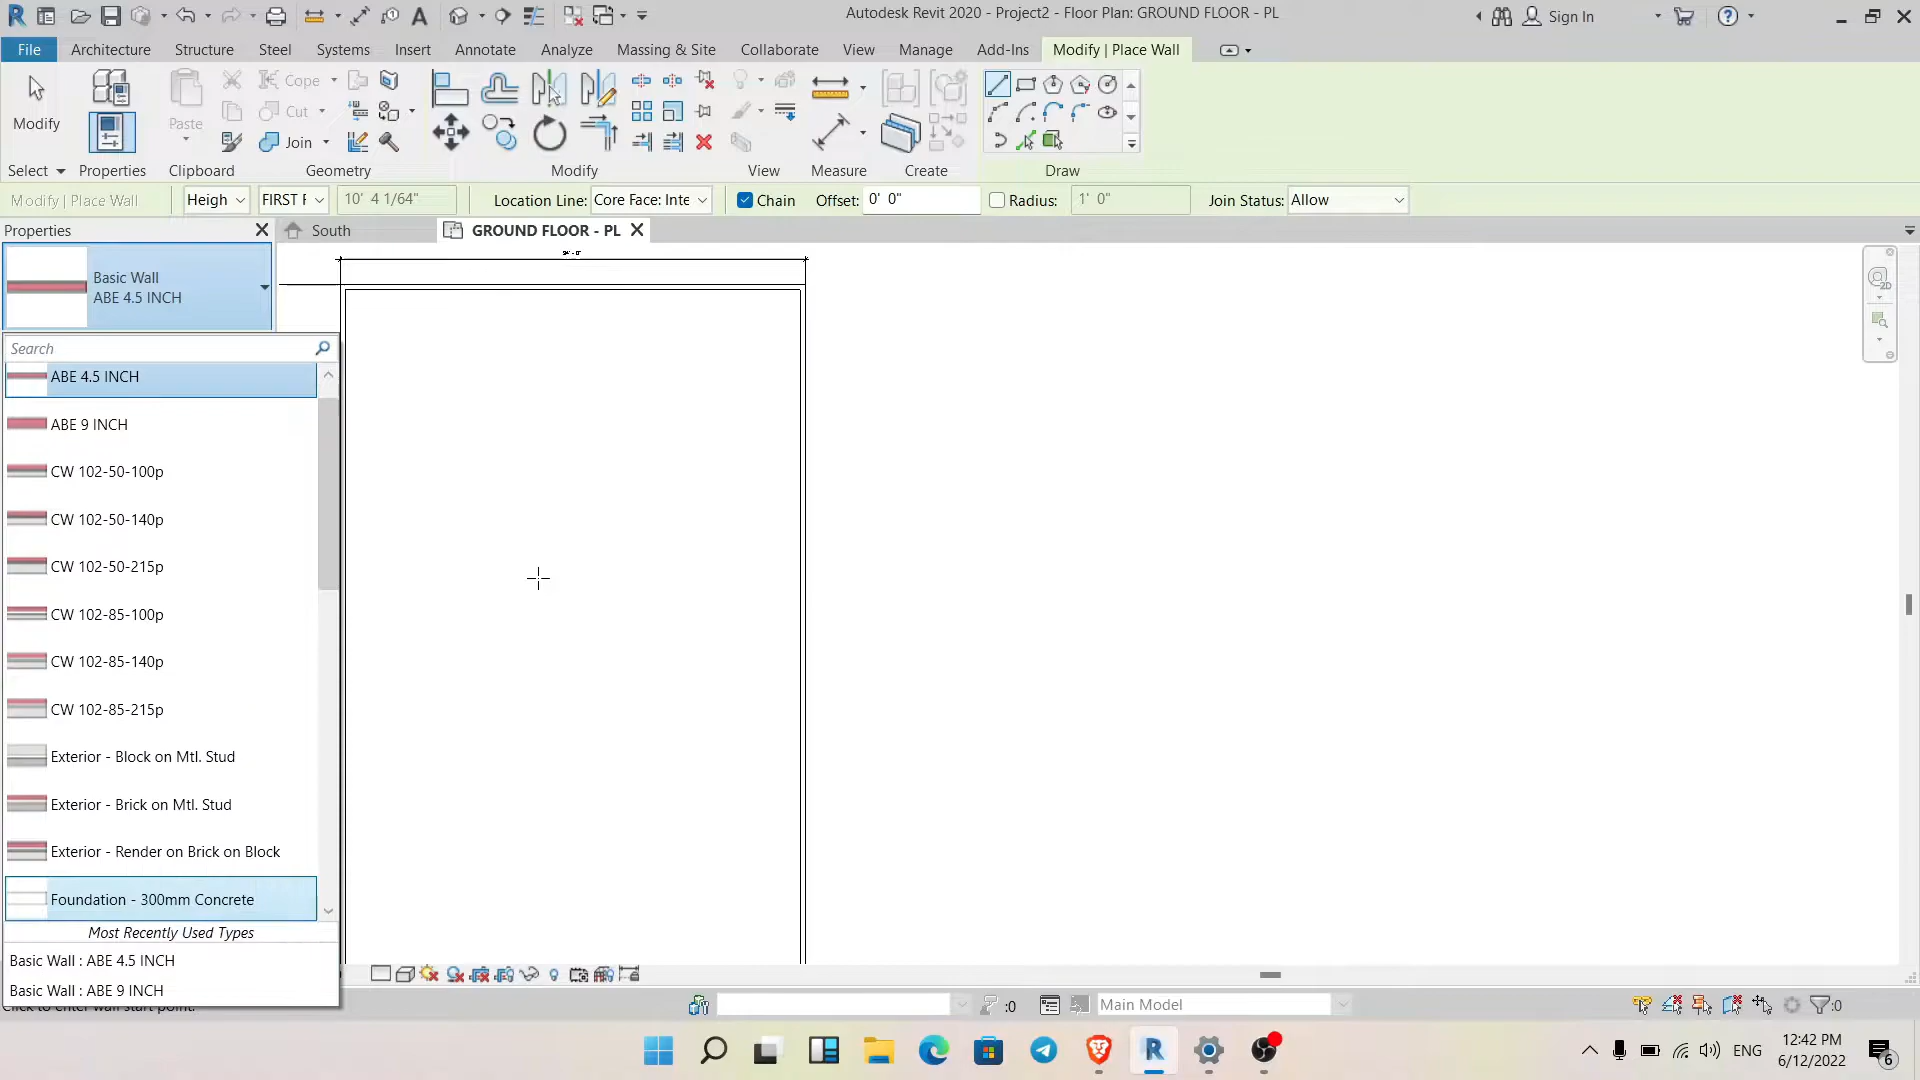 Autodesk Revit 2020 - Project2 - Floor Plan: GROUND FLOOR - PL
Sign In
File Architecture Structure Steel Systems Insert Annotate Analyze Massing & Site Collaborate View Manage Add-Ins Modify | Place Wall
Cope
Cut
Modify Paste Join
Select Properties Clipboard Geometry Modify View Measure Create Draw
Modify | Place Wall Heigh FIRST F 10' 4 1/64" Location Line: Core Face: Inte Chain Offset: 0' 0" Radius: 1' 0" Join Status: Allow
Properties South GROUND FLOOR - PL
2D
Basic Wall
ABE 4.5 INCH
Search
ABE 4.5 INCH
ABE 9 INCH
CW 102-50-100p
CW 102-50-140p
CW 102-50-215p
CW 102-85-100p
CW 102-85-140p
CW 102-85-215p
Exterior - Block on Mtl. Stud
Exterior - Brick on Mtl. Stud
Exterior - Render on Brick on Block
Foundation - 300mm Concrete
Most Recently Used Types
Basic Wall : ABE 4.5 INCH
Basic Wall : ABE 9 INCH
Click to enter wall start point.
:0 Main Model :0
ENG
12:42 PM
6/12/2022
6